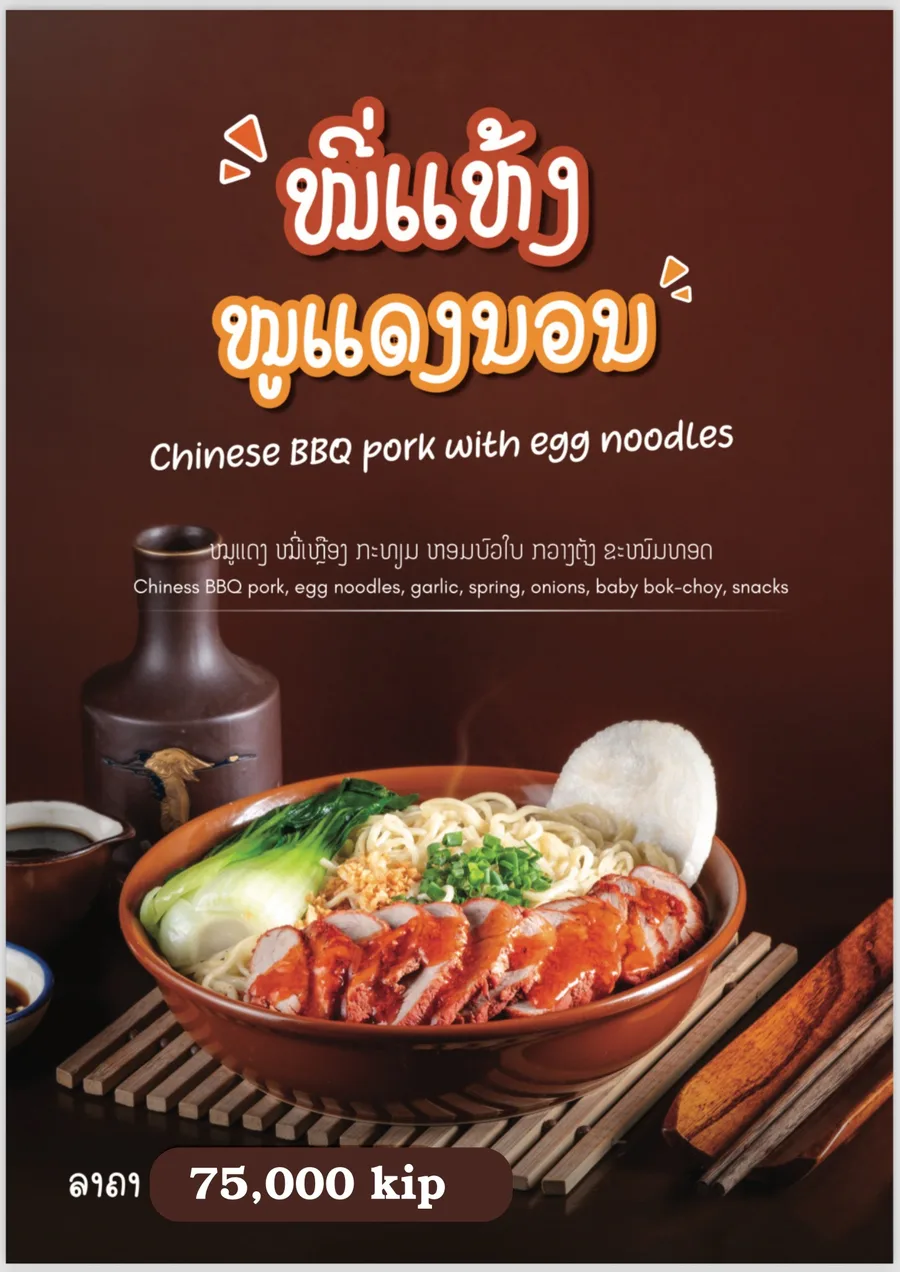 ໝີ່ແຫ້ງ
ໝູແດງນອນ
Chinese BBQ pork with egg noodles
ໝູແດງ ໝີ່ເຫຼືອງ ກະທຽມ ຫອມບົວໃບ ກວາງຕຸ້ງ ຂະໜົມທອດ
Chiness BBQ pork, egg noodles, garlic, spring, onions, baby bok-choy, snacks
ລາຄາ 75,000 kip